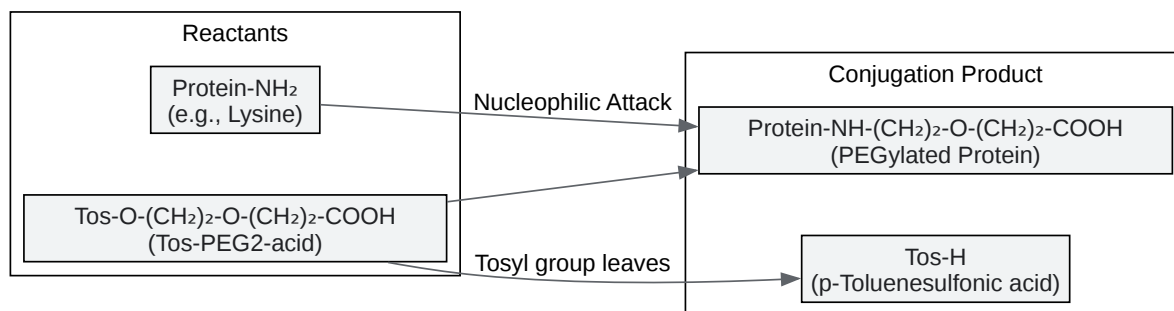 Reactants
Protein-NH₂
(e.g., Lysine)
Tos-O-(CH₂)₂-O-(CH₂)₂-COOH
(Tos-PEG2-acid)
Nucleophilic Attack
Tosyl group leaves
Conjugation Product
Protein-NH-(CH₂)₂-O-(CH₂)₂-COOH
(PEGylated Protein)
Tos-H
(p-Toluenesulfonic acid)